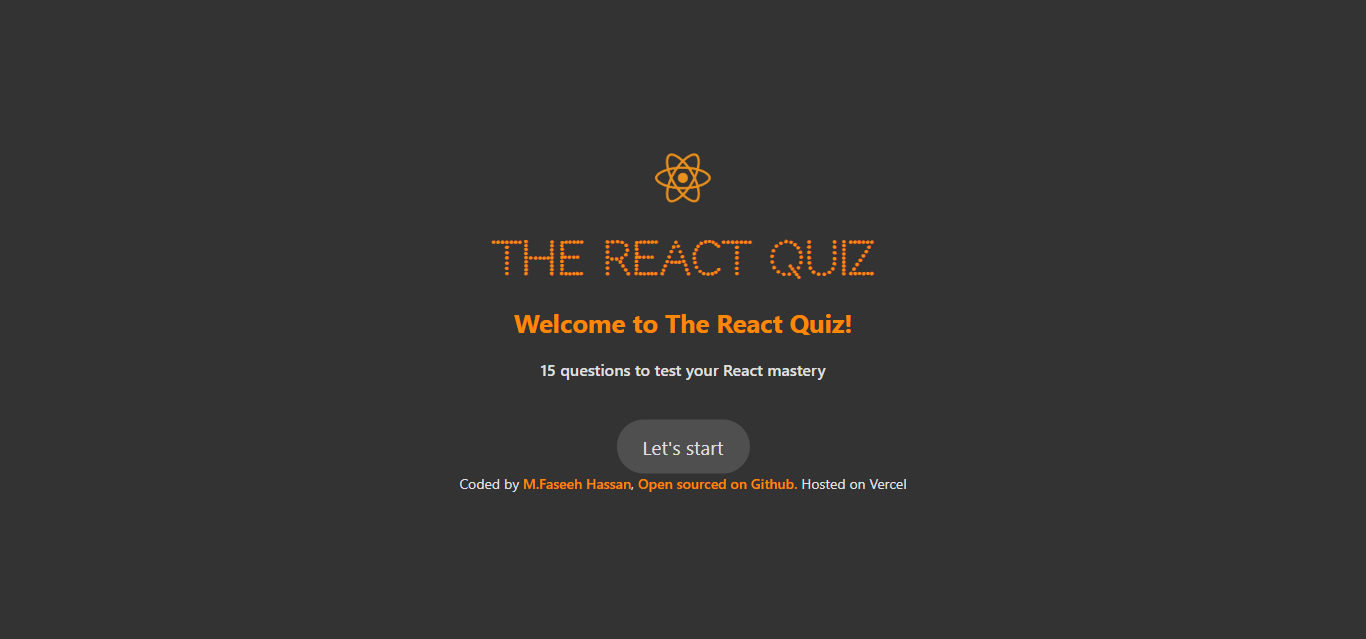 THE REACT QUIZ
Welcome to The React Quiz!
15 questions to test your React mastery
Let's start
Coded by M.Faseeh Hassan, Open sourced on Github. Hosted on Vercel